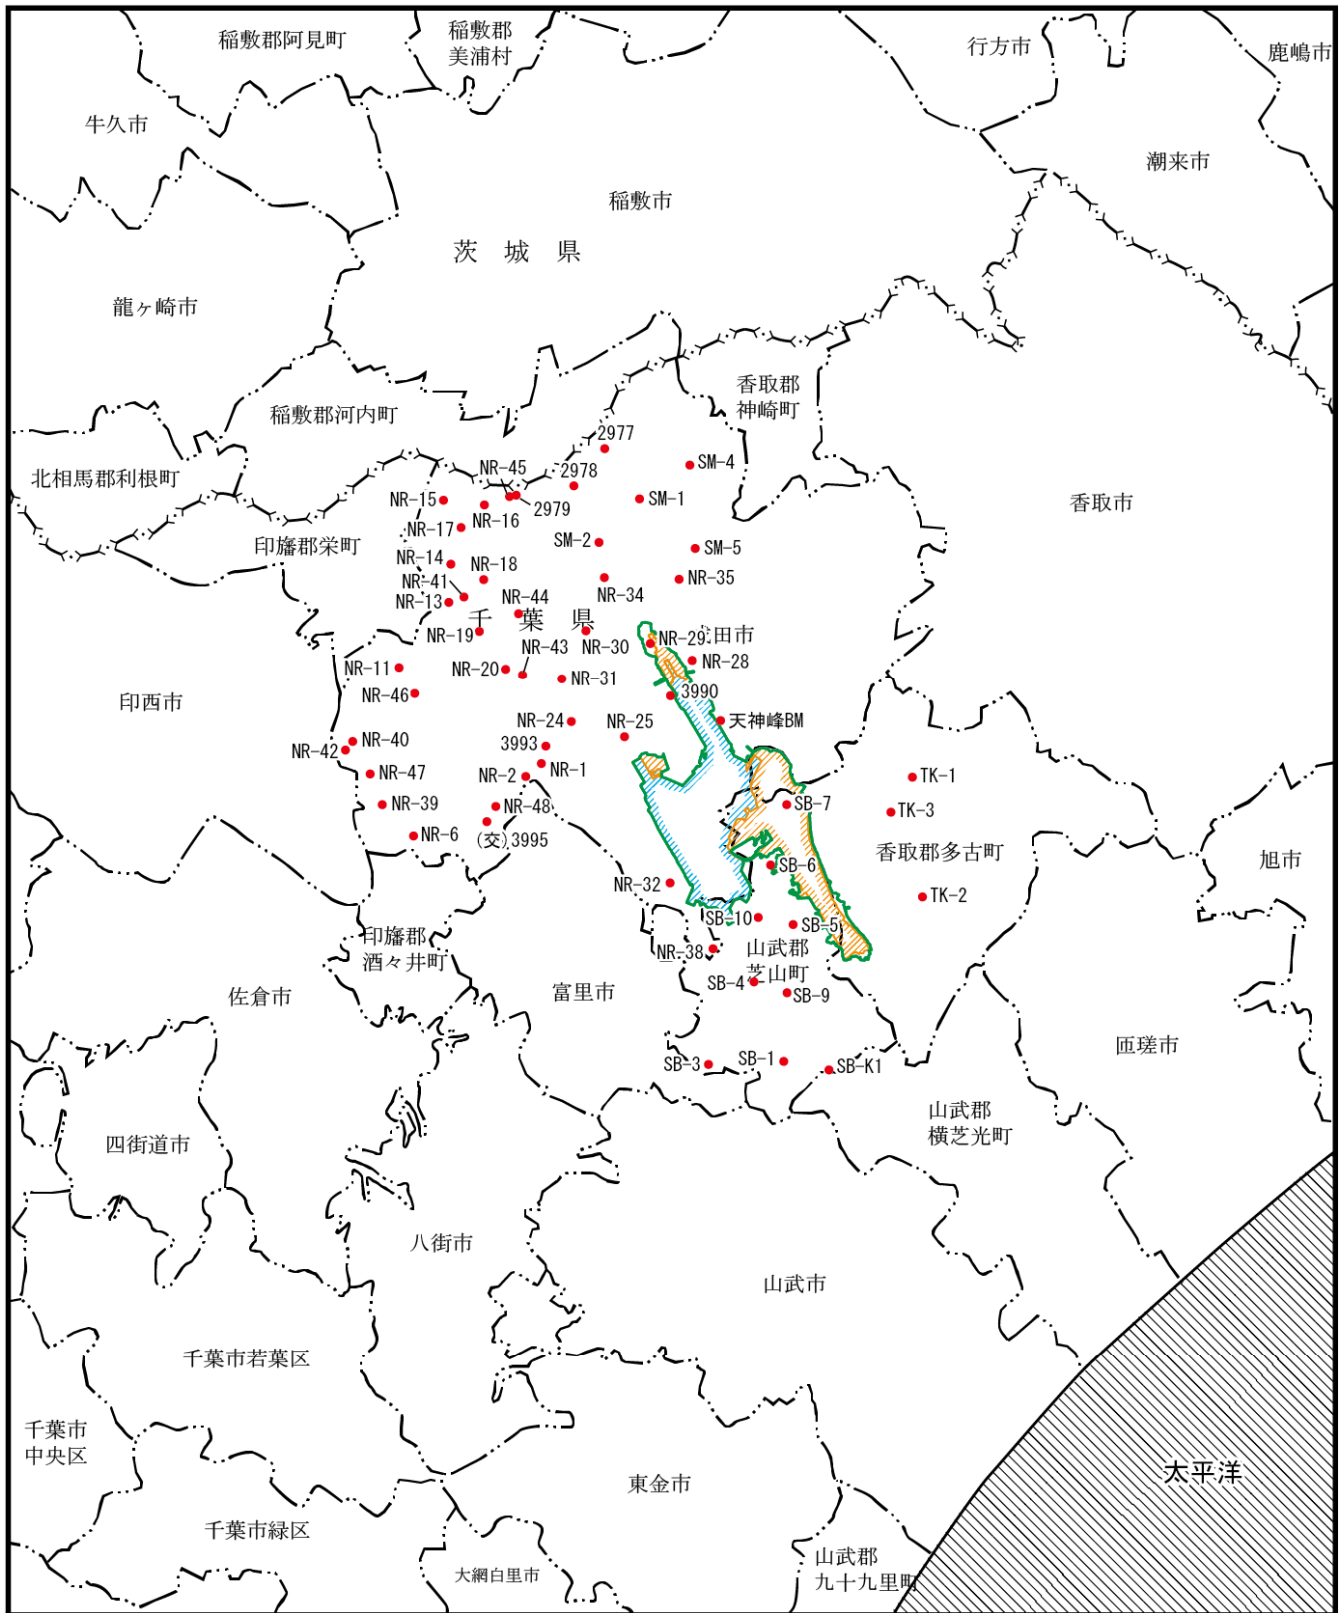 稲敷郡阿見町
稲敷郡
美浦村
行方市
鹿嶋市
牛久市
潮来市
稲敷市
茨城県
龍ヶ崎市
香取郡
神崎町
稲敷郡河内町
2977
SM-4
北相馬郡利根町
NR-45
2978
NR-15
SM-1
香取市
2979
NR-16
NR-17
印旛郡栄町
SM-2
SM-5
NR-14
NR-18
NR-41
NR-35
NR-34
NR-13
NR-44
千葉県
NR-19
成田市
NR-43
NR-30
NR-29
NR-28
NR-11
NR-20
NR-31
NR-46
3990
印西市
NR-24
NR-25
天神峰BM
NR-40
3993
NR-42
NR-1
NR-47
NR-2
TK-1
NR-39
NR-48
SB-7
TK-3
NR-6
(交)3995
香取郡多古町
旭市
SB-6
NR-32
TK-2
SB-10
SB-5
印旛郡
酒々井町
NR-38
山武郡
芝山町
SB-4
富里市
SB-9
佐倉市
匝瑳市
SB-3
SB-1
SB-K1
山武郡
横芝光町
四街道市
八街市
山武市
千葉市若葉区
千葉市
中央区
太平洋
東金市
千葉市緑区
大網白里市
山武郡
九十九里町